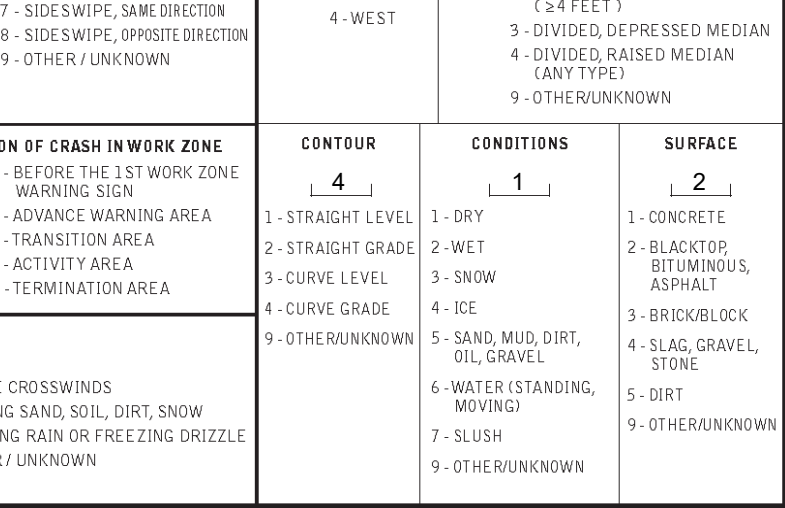 7 - SIDESWIPE, SAME DIRECTION
8 - SIDESWIPE, OPPOSITE DIRECTION
9 - OTHER / UNKNOWN
4 - WEST
( ≥4 FEET )
3 - DIVIDED, DEPRESSED MEDIAN
4 - DIVIDED, RAISED MEDIAN
(ANY TYPE)
9 - OTHER/UNKNOWN
ON OF CRASH IN WORK ZONE
- BEFORE THE 1ST WORK ZONE
WARNING SIGN
- ADVANCE WARNING AREA
- TRANSITION AREA
- ACTIVITY AREA
- TERMINATION AREA
CROSSWINDS
NG SAND, SOIL, DIRT, SNOW
NG RAIN OR FREEZING DRIZZLE
R / UNKNOWN
CONTOUR
4
1 - STRAIGHT LEVEL
2 - STRAIGHT GRADE
3 - CURVE LEVEL
4 - CURVE GRADE
9 - OTHER/UNKNOWN
CONDITIONS
1
1 - DRY
2 - WET
3 - SNOW
4 - ICE
5 - SAND, MUD, DIRT,
OIL, GRAVEL
6 - WATER (STANDING,
MOVING)
7 - SLUSH
9 - OTHER/UNKNOWN
SURFACE
2
1 - CONCRETE
2 - BLACKTOP,
BITUMINOUS,
ASPHALT
3 - BRICK/BLOCK
4 - SLAG, GRAVEL,
STONE
5 - DIRT
9 - OTHER/UNKNOWN